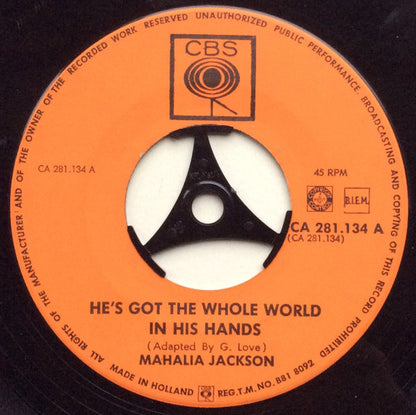 ALL RIGHTS OF THE MANUFACTURER AND OF THE OWNER OF THE RECORDED WORK RESERVED UNAUTHORIZED PUBLIC PERFORMANCE, BROADCASTING AND COPYING OF THIS RECORD PROHIBITED
CBS
CA 281.134 A
45 RPM
B.I.E.M.
CA 281.134 A
(CA 281.134)
HE'S GOT THE WHOLE WORLD
IN HIS HANDS
(Adapted By G. Love)
MAHALIA JACKSON
MADE IN HOLLAND CBS REG.T.M.NO.BB1 8092